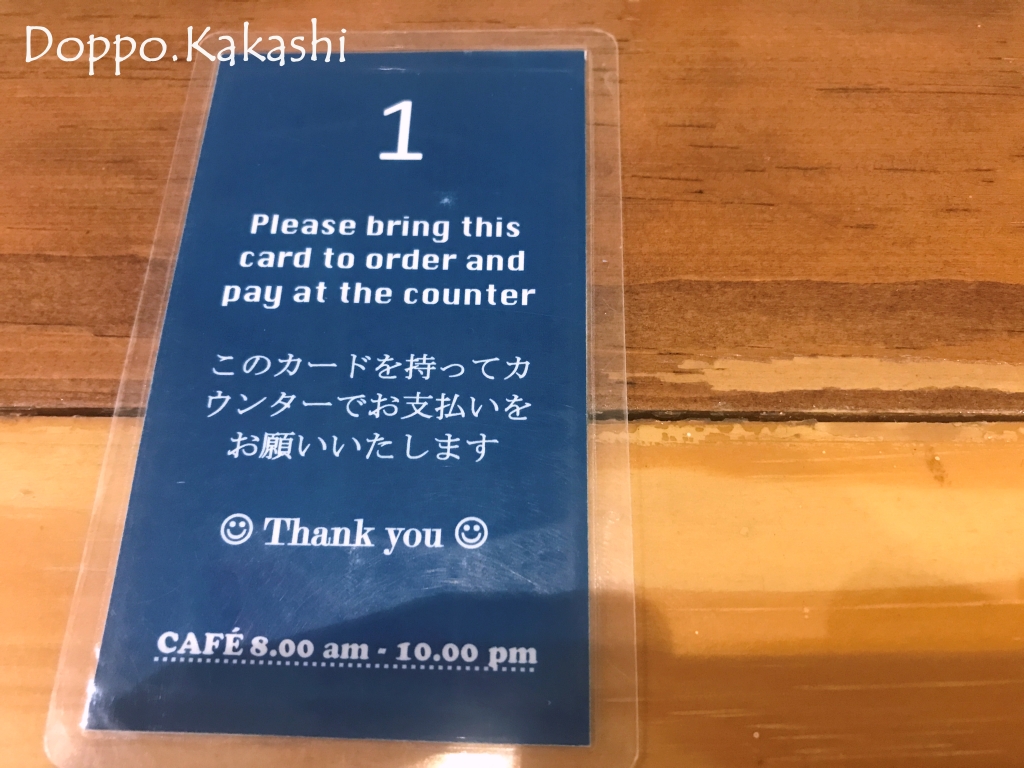 Doppo.Kakashi
1
Please bring this
card to order and
pay at the counter
このカードを持ってカ
ウンターでお支払いを
お願いいたします
☺ Thank you ☺
CAFÉ 8.00 am - 10.00 pm